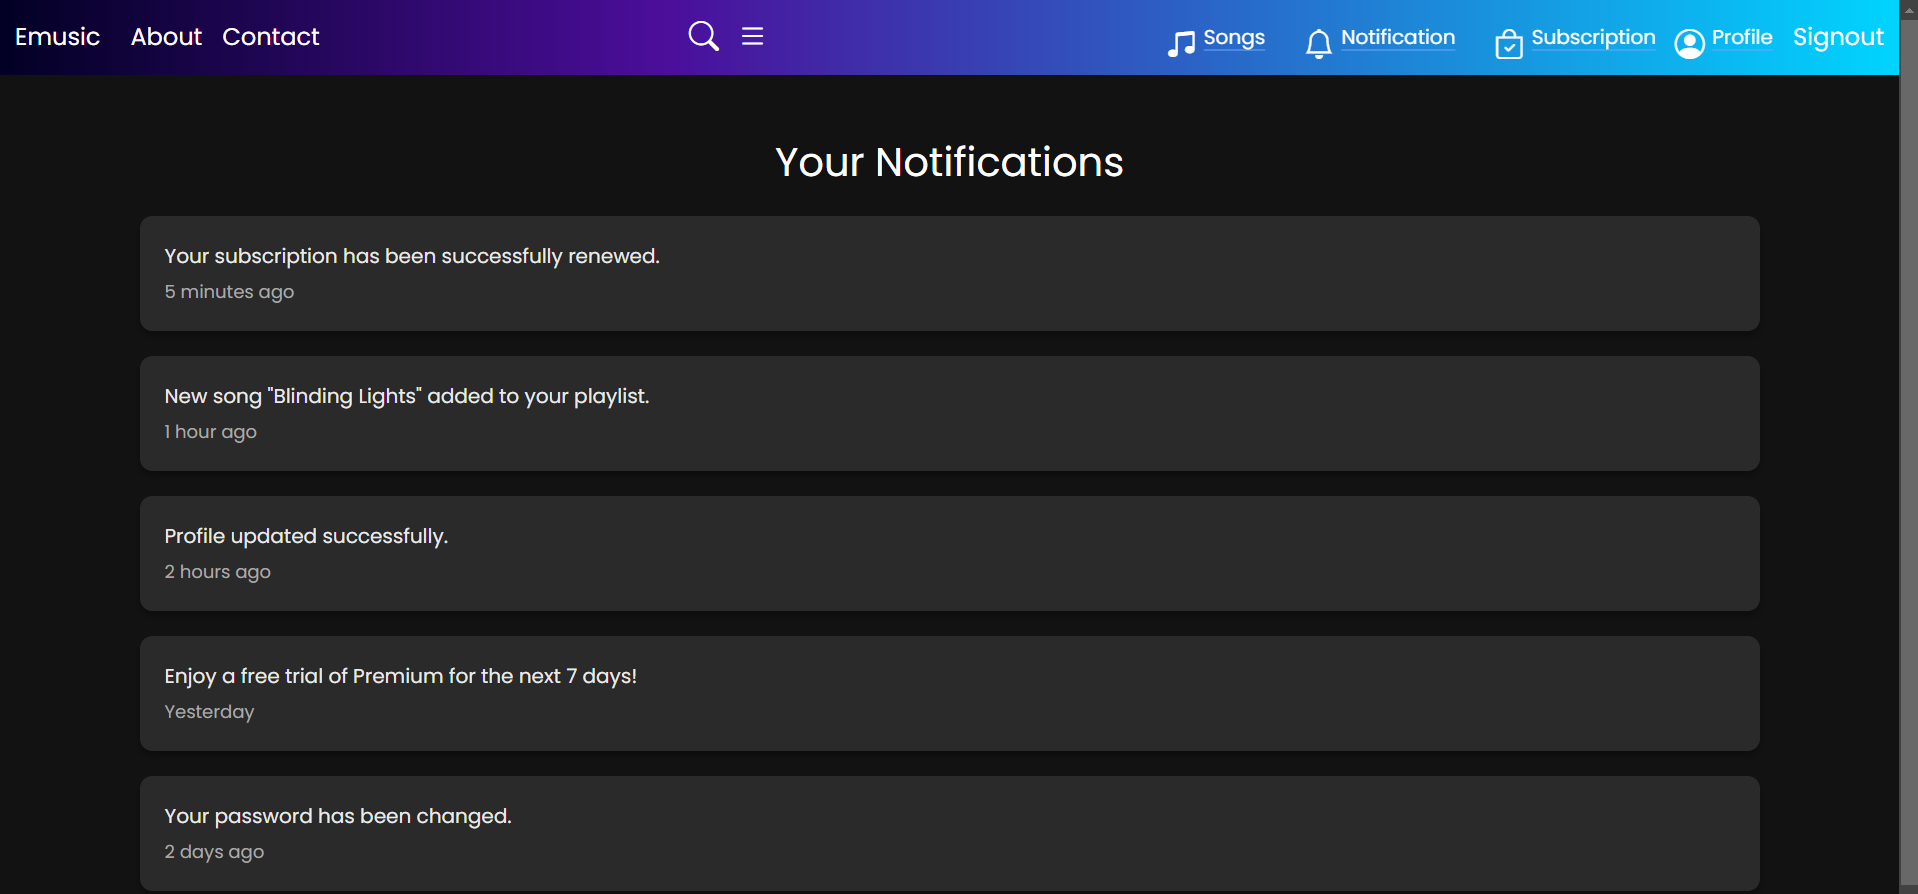 Emusic About Contact Songs Notification Subscription Profile Signout
Your Notifications
Your subscription has been successfully renewed.
5 minutes ago
New song "Blinding Lights" added to your playlist.
1 hour ago
Profile updated successfully.
2 hours ago
Enjoy a free trial of Premium for the next 7 days!
Yesterday
Your password has been changed.
2 days ago